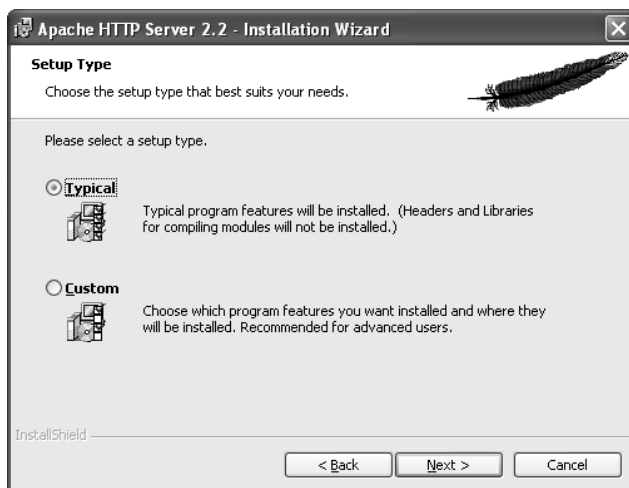 Apache HTTP Server 2.2 - Installation Wizard
Setup Type
Choose the setup type that best suits your needs.
Please select a setup type.
Typical
Typical program features will be installed. (Headers and Libraries
for compiling modules will not be installed.)
Custom
Choose which program features you want installed and where they
will be installed. Recommended for advanced users.
InstallShield
< Back
Next >
Cancel